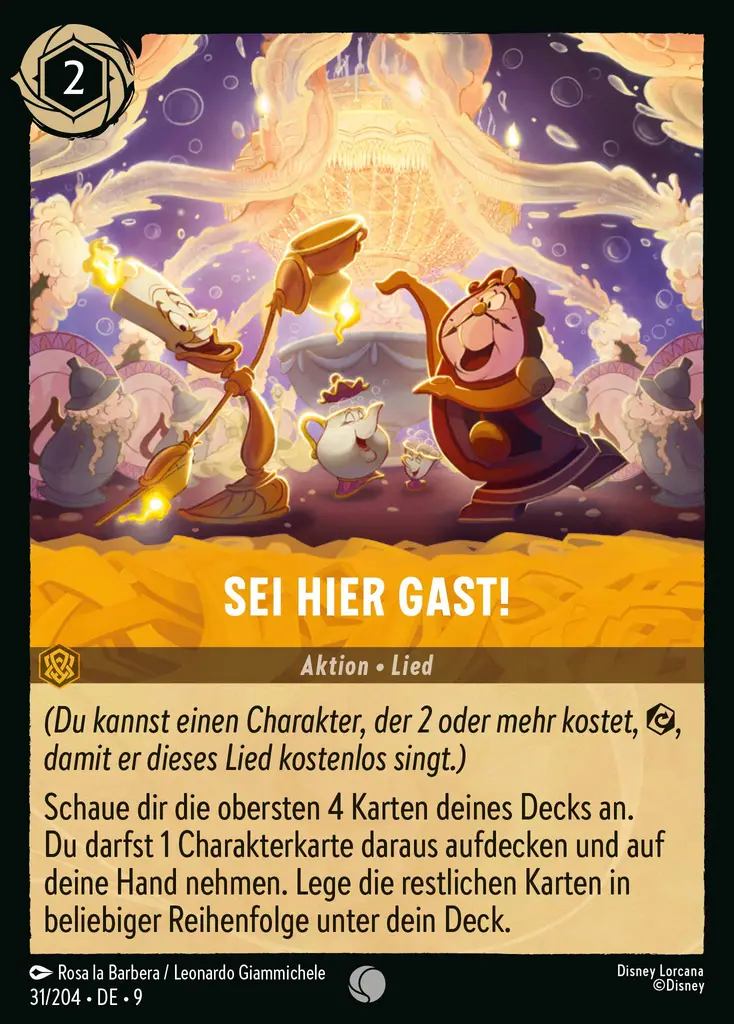 2
SEI HIER GAST!
Aktion • Lied
(Du kannst einen Charakter, der 2 oder mehr kostet, ,
damit er dieses Lied kostenlos singt.)
Schaue dir die obersten 4 Karten deines Decks an.
Du darfst 1 Charakterkarte daraus aufdecken und auf
deine Hand nehmen. Lege die restlichen Karten in
beliebiger Reihenfolge unter dein Deck.
Rosa la Barbera / Leonardo Giammichele
Disney Lorcana
31/204 • DE • 9
©Disney